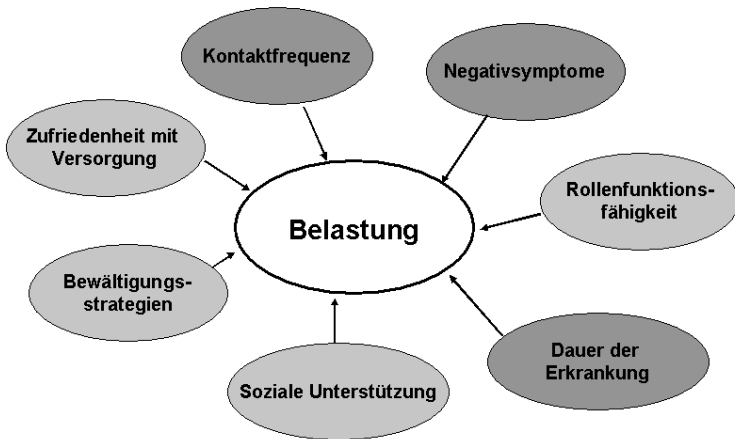 Kontaktfrequenz
Negativsymptome
Zufriedenheit mit
Versorgung
Rollenfunktions-
fähigkeit
Belastung
Bewältigungs-
strategien
Dauer der
Erkrankung
Soziale Unterstützung